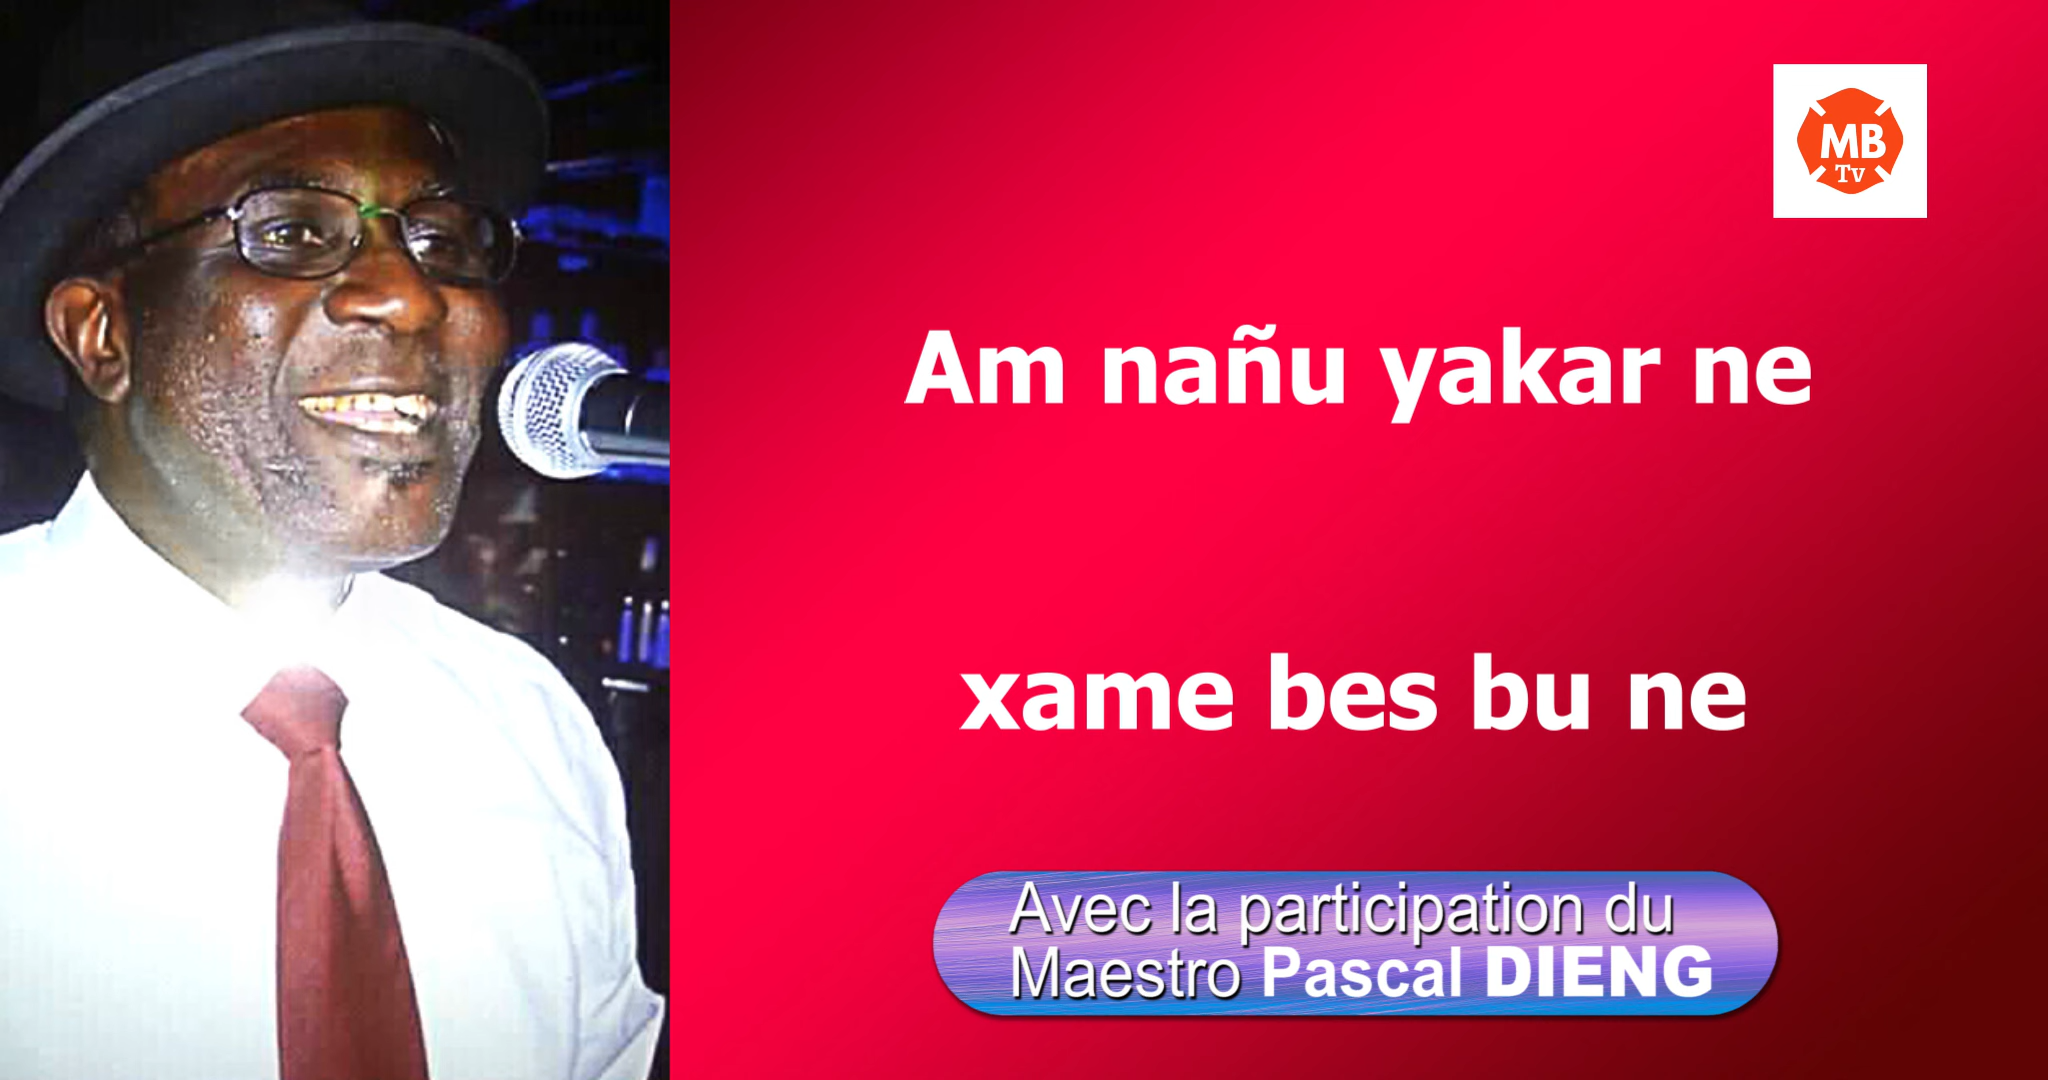 MB
Tv
Am nañu yakar ne
xame bes bu ne
Avec la participation du
Maestro Pascal DIENG